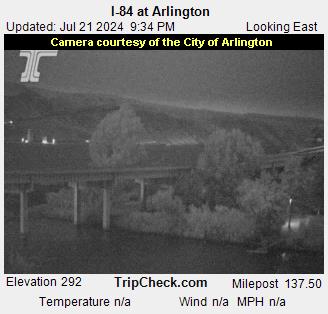 I-84 at Arlington
Updated: Jul 21 2024 9:34 PM Looking East
Camera courtesy of the City of Arlington
Elevation 292 TripCheck.com Milepost 137.50
Temperature n/a Wind n/a MPH n/a